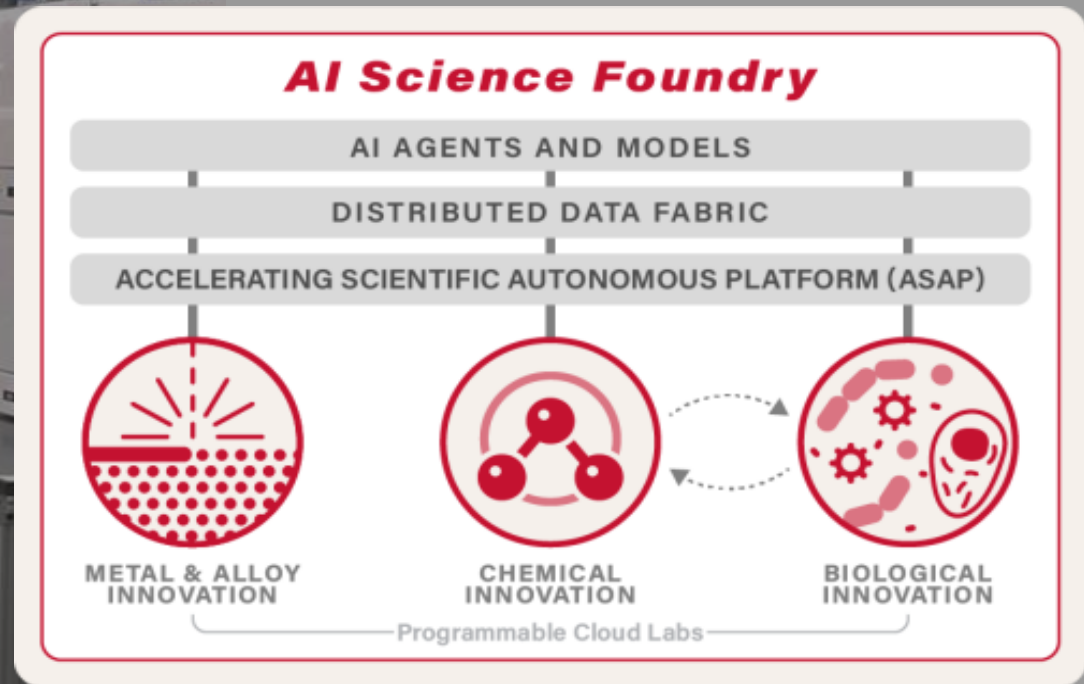 AI Science Foundry
AI AGENTS AND MODELS
DISTRIBUTED DATA FABRIC
ACCELERATING SCIENTIFIC AUTONOMOUS PLATFORM (ASAP)
METAL & ALLOY
INNOVATION
CHEMICAL
INNOVATION
BIOLOGICAL
INNOVATION
Programmable Cloud Labs